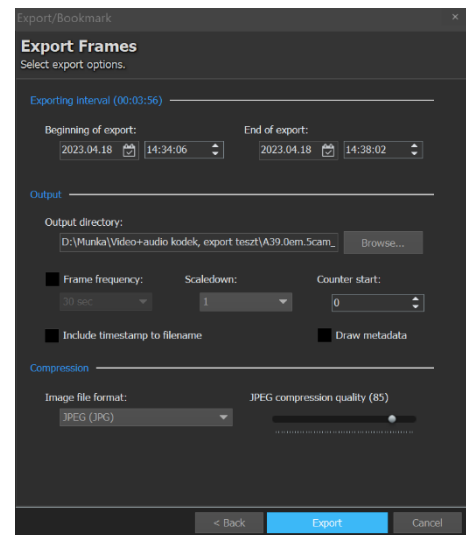 Export/Bookmark ×
Export Frames
Select export options.
Exporting interval (00:03:56)
Beginning of export: End of export:
2023.04.18 14:34:06 2023.04.18 14:38:02
Output
Output directory:
D:\Munka\Video+audio kodek, export teszt\A39.0em.5cam_ Browse...
Frame frequency: Scaledown: Counter start:
30 sec 1 0
Include timestamp to filename Draw metadata
Compression
Image file format: JPEG compression quality (85)
JPEG (JPG)
< Back Export Cancel